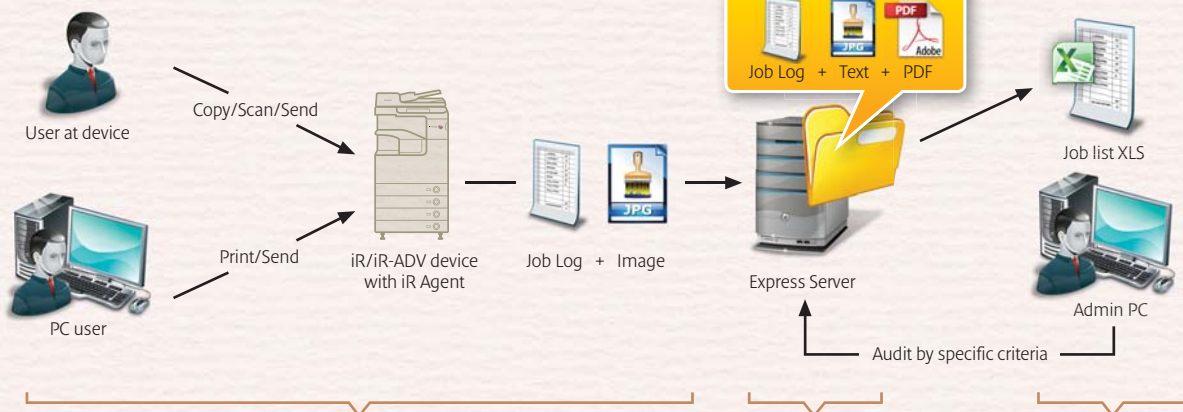 User at device
Copy/Scan/Send
PC user
Print/Send
iR/iR-ADV device
with iR Agent
JPG
Job Log + Image
PDF
JPG
Adobe
Job Log + Text + PDF
Express Server
Job list XLS
Admin PC
Audit by specific criteria